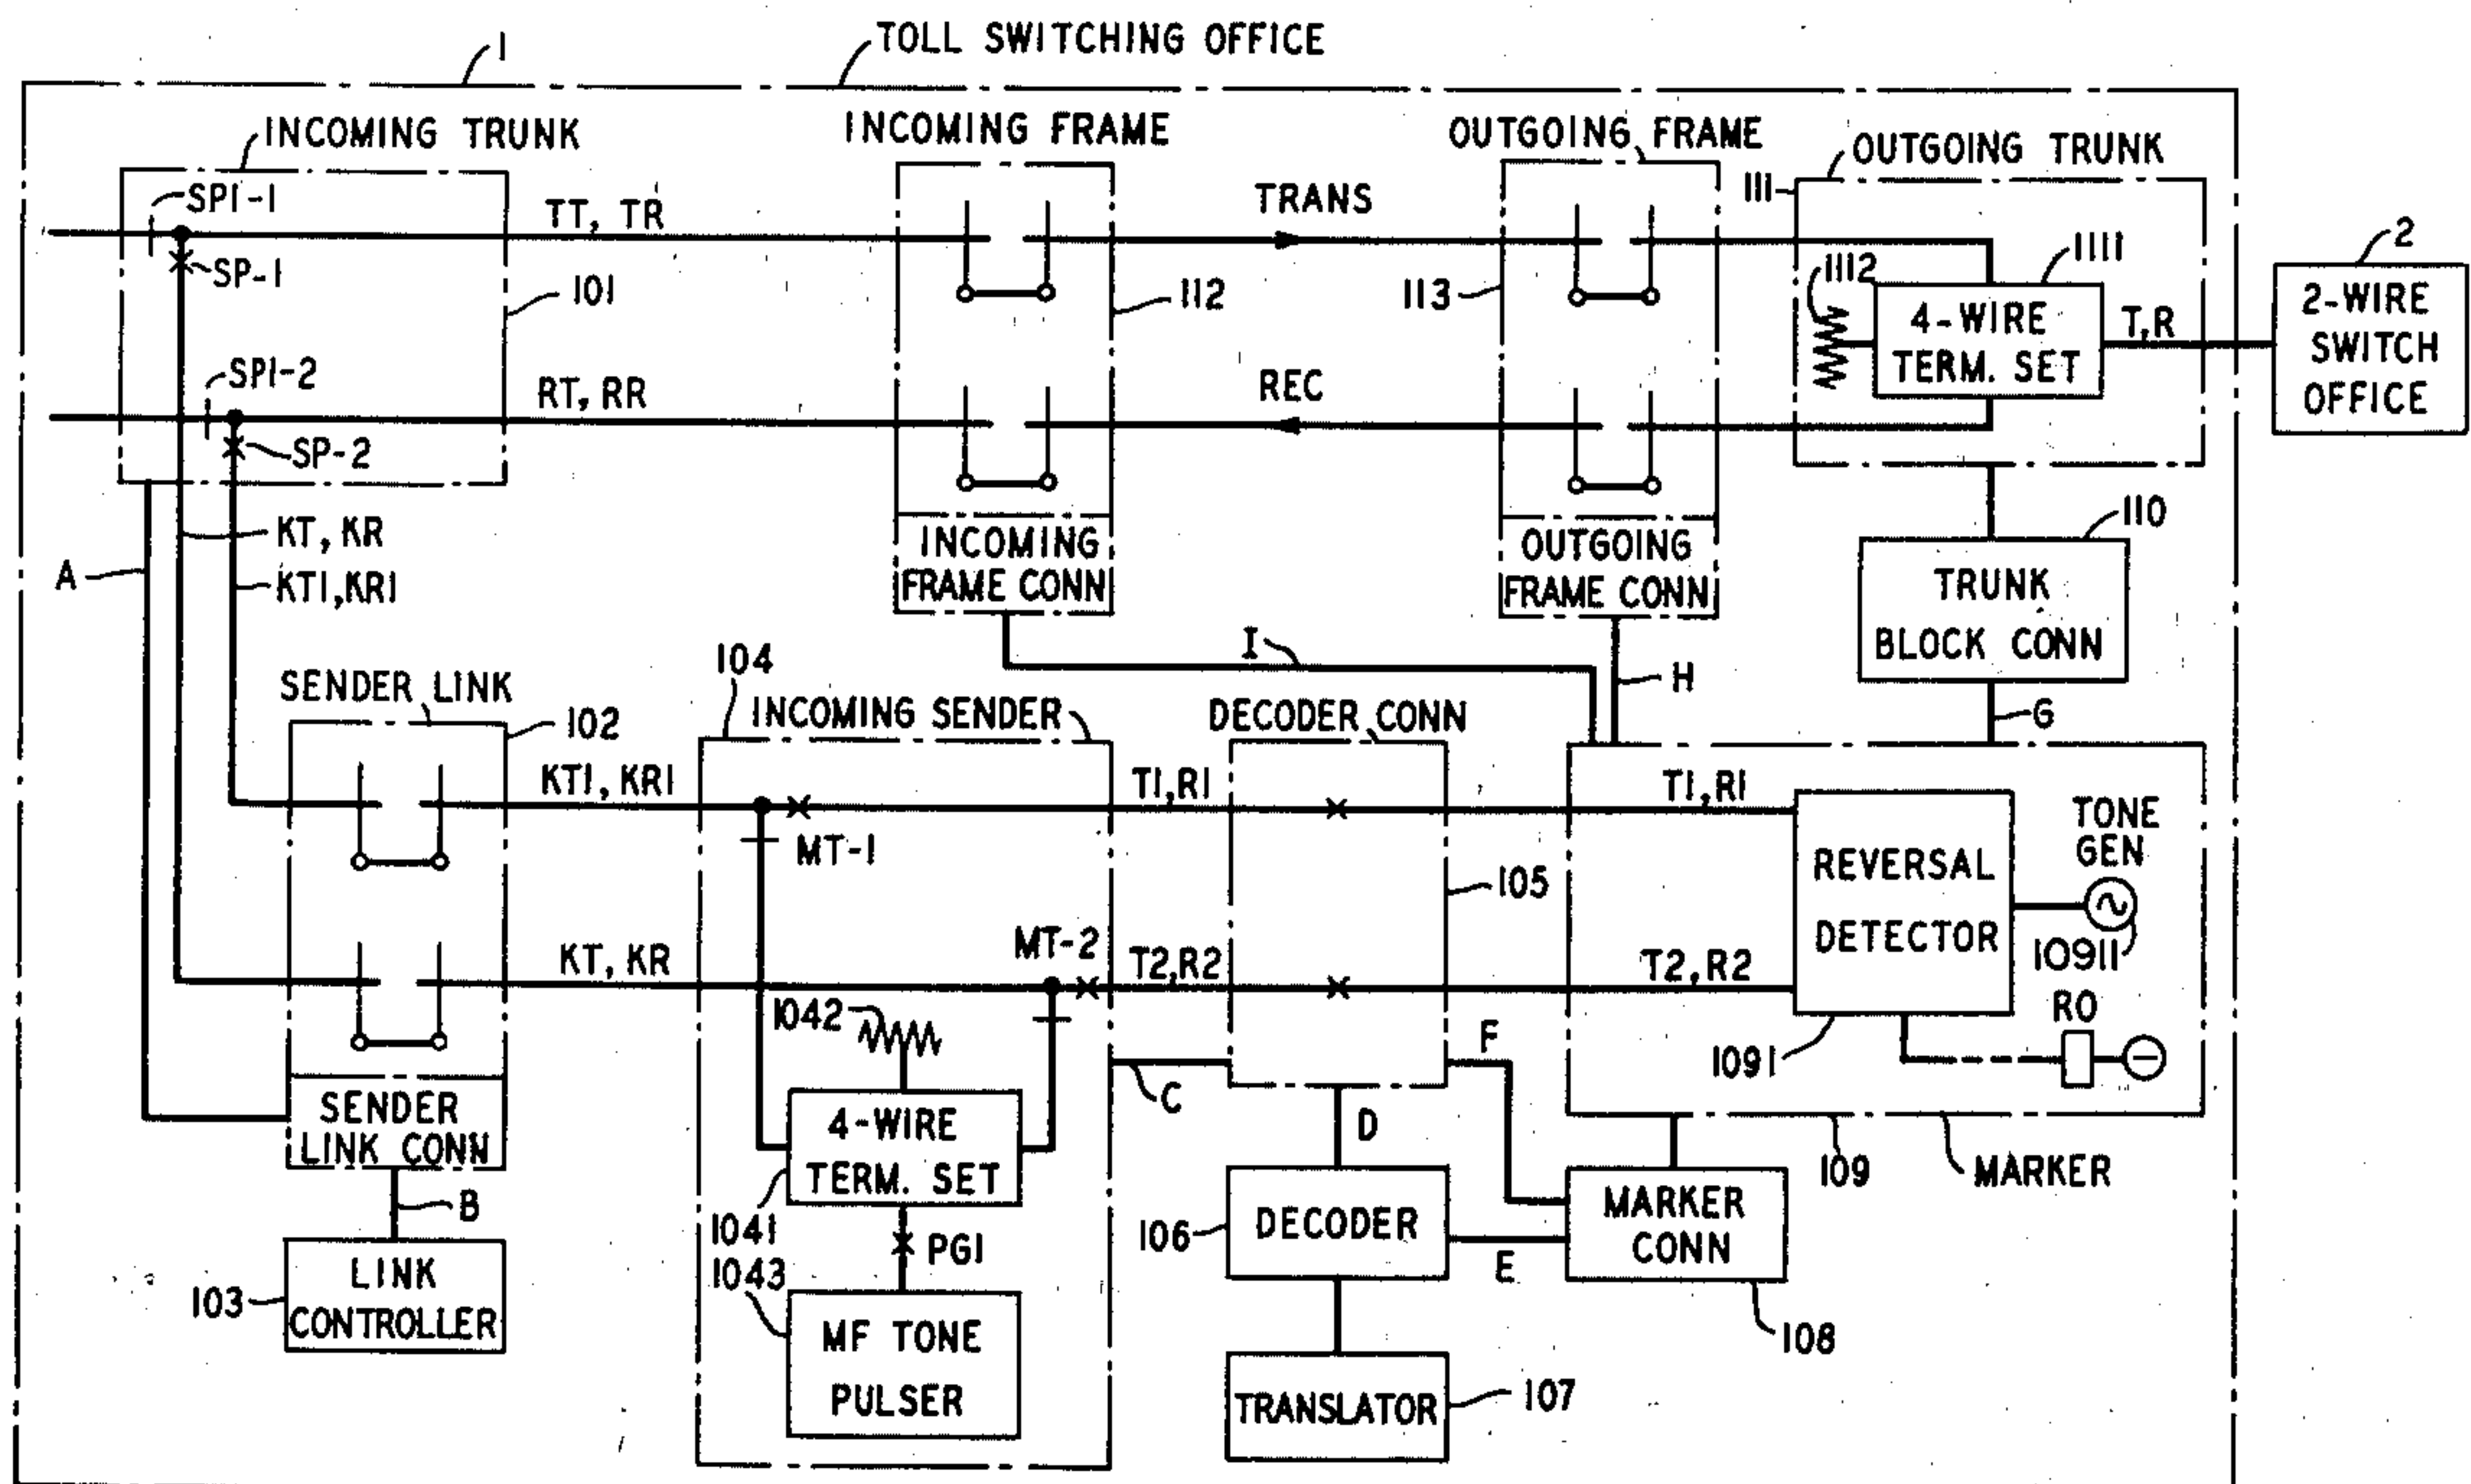 1
TOLL SWITCHING OFFICE
INCOMING TRUNK
INCOMING FRAME
OUTGOING FRAME
OUTGOING TRUNK
SP1-1
TT, TR
TRANS
111
SP-1
101
112
113
1112
1111
2
4-WIRE
TERM. SET
T,R
2-WIRE
SWITCH
OFFICE
SP1-2
RT, RR
REC
SP-2
KT, KR
A
KT1,KR1
INCOMING
FRAME CONN
OUTGOING
FRAME CONN
110
TRUNK
BLOCK CONN
I
H
G
SENDER LINK
102
104
INCOMING SENDER
DECODER CONN
KT1, KR1
T1,R1
T1,R1
MT-1
REVERSAL
DETECTOR
TONE
GEN
10911
105
KT, KR
MT-2
T2,R2
T2,R2
1042
RO
F
1091
C
SENDER
LINK CONN
4-WIRE
TERM. SET
D
109
MARKER
B
1041
PG1
106
DECODER
E
MARKER
CONN
103
LINK
CONTROLLER
1043
MF TONE
PULSER
108
TRANSLATOR
107